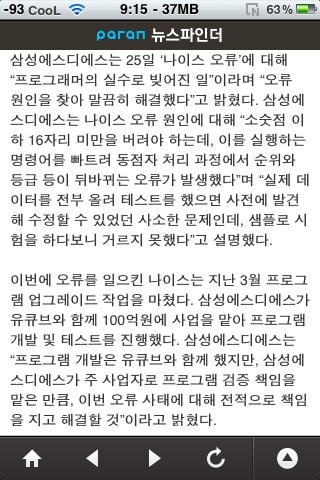 -93 COOL 9:15 - 37MB 63%
paran 뉴스파인더
삼성에스디에스는 25일 ‘나이스 오류’에 대해
“프로그래머의 실수로 빚어진 일”이라며 “오류
원인을 찾아 말끔히 해결했다”고 밝혔다. 삼성에
스디에스는 나이스 오류 원인에 대해 “소숫점 이
하 16자리 미만을 버려야 하는데, 이를 실행하는
명령어를 빠트려 동점자 처리 과정에서 순위와
등급 등이 뒤바뀌는 오류가 발생했다”며 “실제 데
이터를 전부 올려 테스트를 했으면 사전에 발견
해 수정할 수 있었던 사소한 문제인데, 샘플로 시
험을 하다보니 거르지 못했다”고 설명했다.
이번에 오류를 일으킨 나이스는 지난 3월 프로그
램 업그레이드 작업을 마쳤다. 삼성에스디에스가
유큐브와 함께 100억원에 사업을 맡아 프로그램
개발 및 테스트를 진행했다. 삼성에스디에스는
“프로그램 개발은 유큐브와 함께 했지만, 삼성에
스디에스가 주 사업자로 프로그램 검증 책임을
맡은 만큼, 이번 오류 사태에 대해 전적으로 책임
을 지고 해결할 것”이라고 밝혔다.